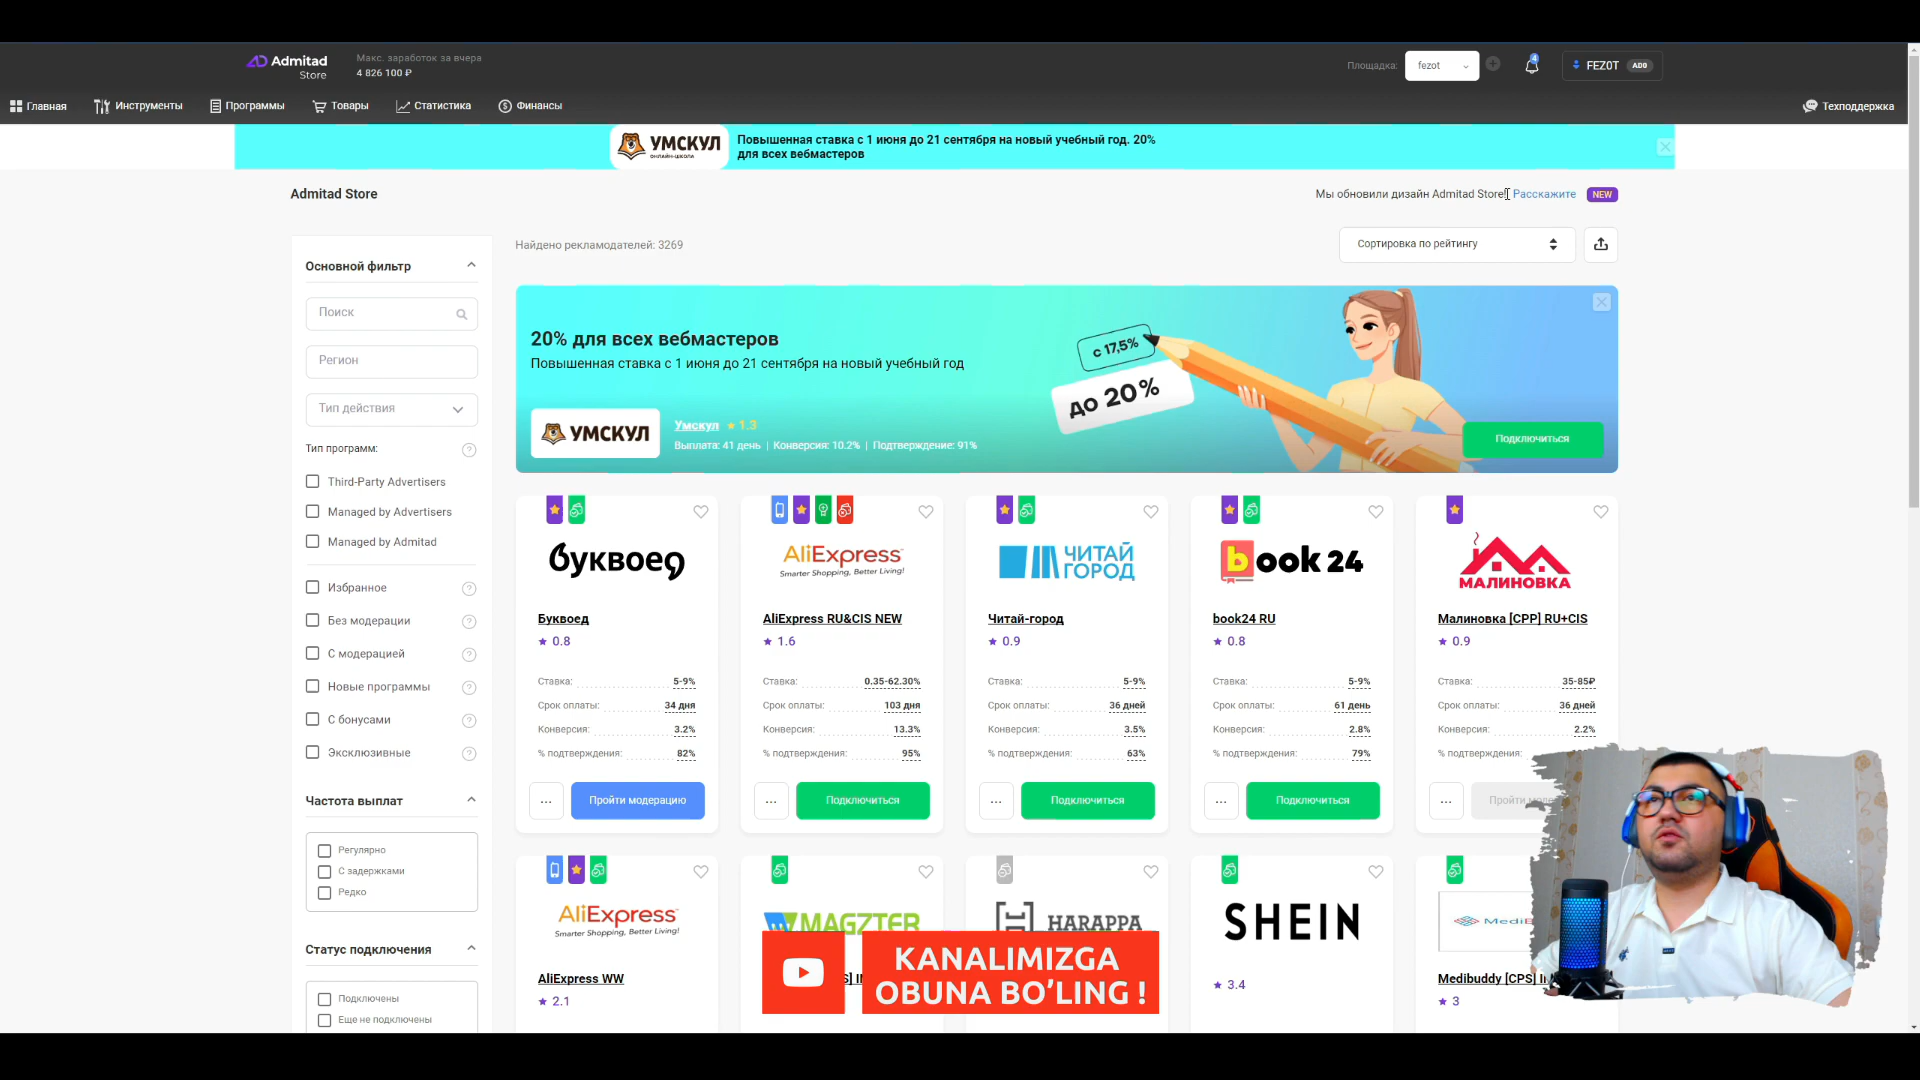 Admitad
Store
Макс. заработок за вчера
4 826 100 ₽
Площадка:
fezot
4
FEZOT
ADD
Главная
Инструменты
Программы
Товары
Статистика
Финансы
Техподдержка
УМСКУЛ
ОНЛАЙН-ШКОЛА
Повышенная ставка с 1 июня до 21 сентября на новый учебный год. 20%
для всех вебмастеров
Admitad Store
Мы обновили дизайн Admitad Store! Расскажите
NEW
Основной фильтр
Поиск
Регион
Тип действия
Тип программ:
Third-Party Advertisers
Managed by Advertisers
Managed by Admitad
Избранное
Без модерации
С модерацией
Новые программы
С бонусами
Эксклюзивные
Частота выплат
Регулярно
С задержками
Редко
Статус подключения
Подключены
Еще не подключены
Найдено рекламодателей: 3269
Сортировка по рейтингу
20% для всех вебмастеров
Повышенная ставка с 1 июня до 21 сентября на новый учебный год
с 17,5%
до 20%
УМСКУЛ
Умскул
1.3
Выплата: 41 день | Конверсия: 10.2% | Подтверждение: 91%
Подключиться
буквоед
Буквоед
0.8
Ставка: 5-9%
Срок оплаты: 34 дня
Конверсия: 3.2%
% подтверждения: 82%
...
Пройти модерацию
AliExpress
Smarter Shopping, Better Living!
AliExpress RU&CIS NEW
1.6
Ставка: 0.35-62.30%
Срок оплаты: 103 дня
Конверсия: 13.3%
% подтверждения: 95%
...
Подключиться
ЧИТАЙ
ГОРОД
Читай-город
0.9
Ставка: 5-9%
Срок оплаты: 36 дней
Конверсия: 3.5%
% подтверждения: 63%
...
Подключиться
book 24
book24 RU
0.8
Ставка: 5-9%
Срок оплаты: 61 день
Конверсия: 2.8%
% подтверждения: 79%
...
Подключиться
МАЛИНОВКА
Малиновка [CPP] RU+CIS
0.9
Ставка: 35-85₽
Срок оплаты: 36 дней
Конверсия: 2.2%
% подтверждения:
...
Пройти
AliExpress
Smarter Shopping, Better Living!
AliExpress WW
2.1
MAGZTER
HARAPPA
SHEIN
3.4
Medibuddy [CPS]
3
KANALIMIZGA
OBUNA BO'LING !